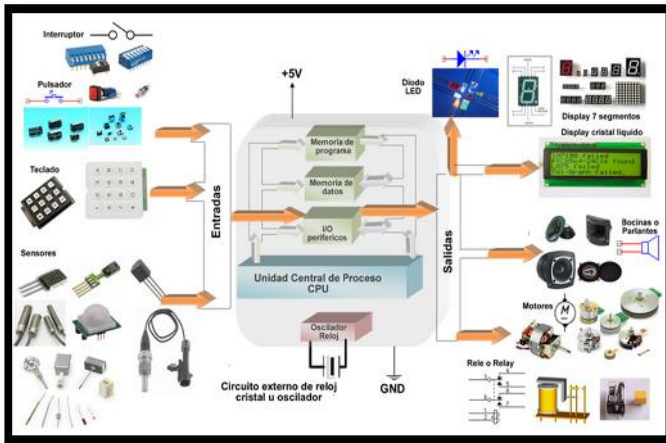 Interruptor
Pulsador
Teclado
Sensores
Entradas
+5V
Memoria de
programa
Memoria de
datos
I/O
perifericos
Unidad Central de Proceso
CPU
Oscilador
Reloj
Circuito externo de reloj
cristal u oscilador
GND
Salidas
Diodo
LED
Display 7 segmentos
Display cristal liquido
Bocinas o
Parlantes
Motores
M
Rele o Relay